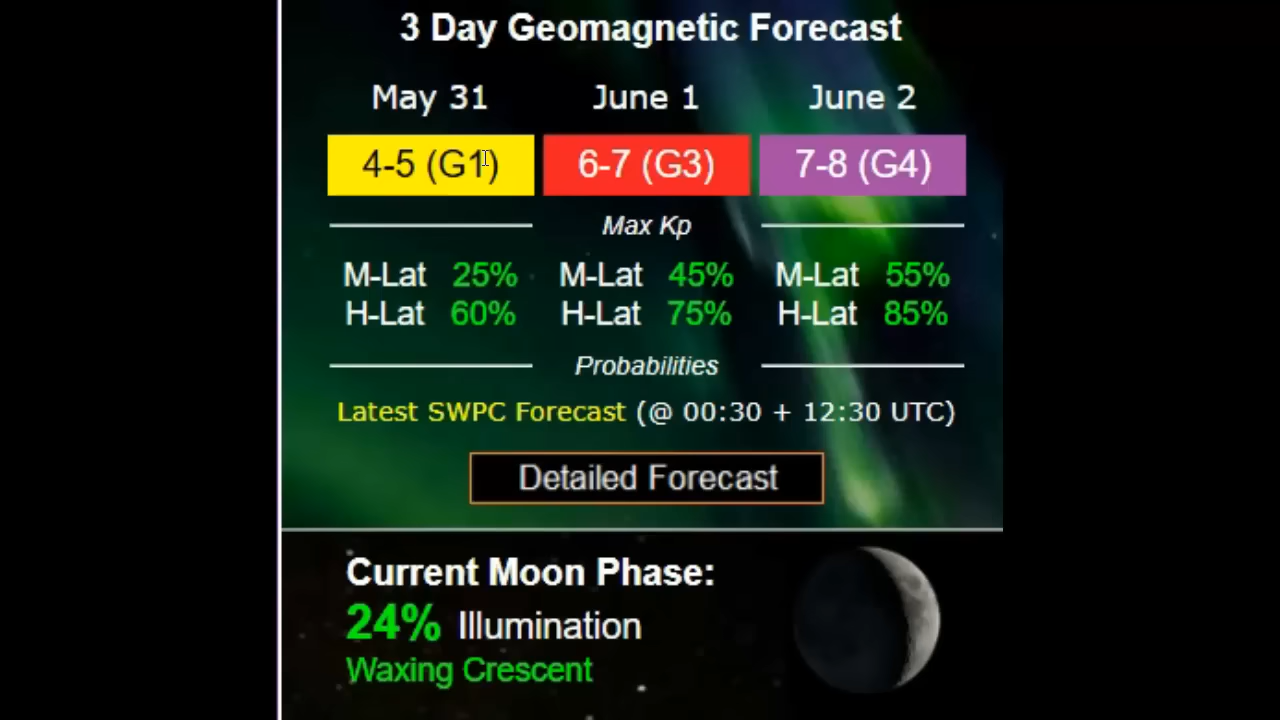 3 Day Geomagnetic Forecast
May 31 June 1 June 2
4-5 (G1) 6-7 (G3) 7-8 (G4)
Max Kp
M-Lat 25% M-Lat 45% M-Lat 55%
H-Lat 60% H-Lat 75% H-Lat 85%
Probabilities
Latest SWPC Forecast (@ 00:30 + 12:30 UTC)
Detailed Forecast
Current Moon Phase:
24% Illumination
Waxing Crescent